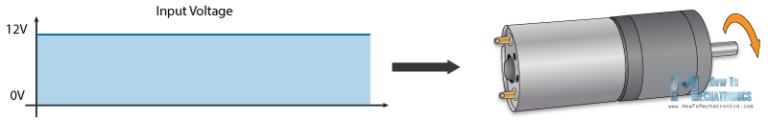 Input Voltage
12V
0V
How To
MECHATRONICS
www.HowToMechatronics.com